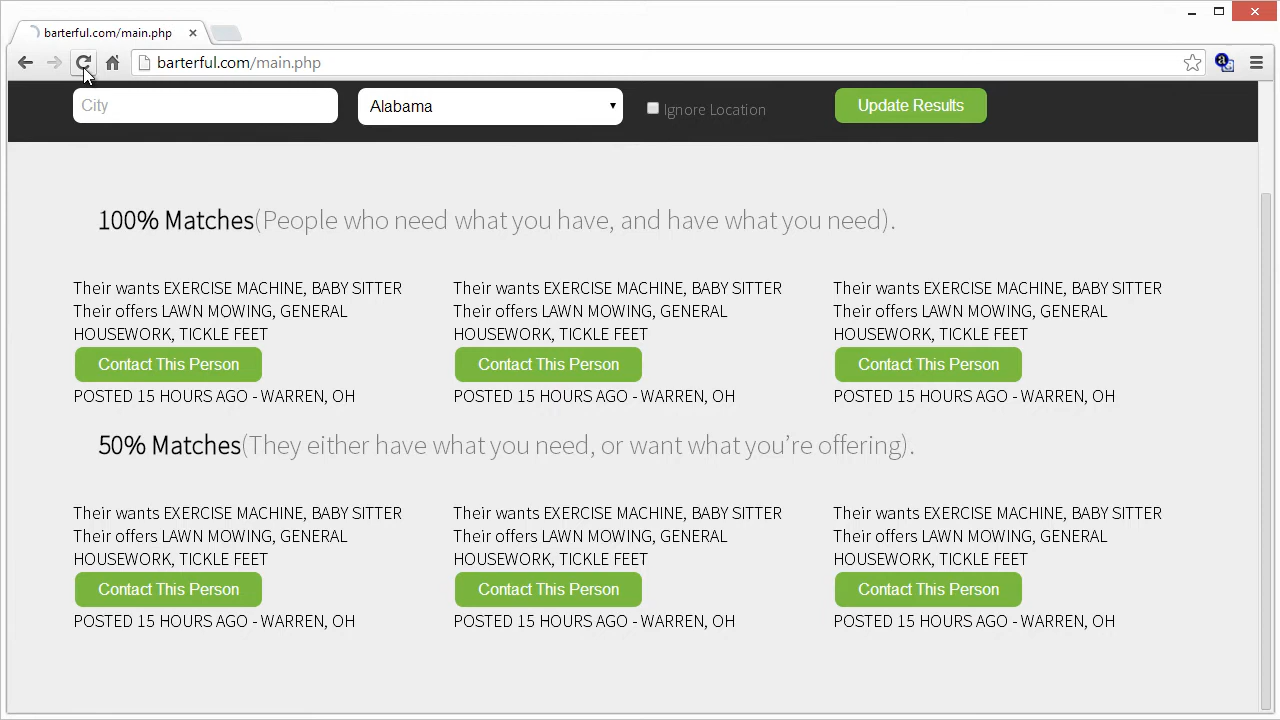 barterful.com/main.php
barterful.com/main.php
City
Alabama
Ignore Location
Update Results
100% Matches(People who need what you have, and have what you need).
Their wants EXERCISE MACHINE, BABY SITTER
Their offers LAWN MOWING, GENERAL
HOUSEWORK, TICKLE FEET
Contact This Person
POSTED 15 HOURS AGO - WARREN, OH
Their wants EXERCISE MACHINE, BABY SITTER
Their offers LAWN MOWING, GENERAL
HOUSEWORK, TICKLE FEET
Contact This Person
POSTED 15 HOURS AGO - WARREN, OH
Their wants EXERCISE MACHINE, BABY SITTER
Their offers LAWN MOWING, GENERAL
HOUSEWORK, TICKLE FEET
Contact This Person
POSTED 15 HOURS AGO - WARREN, OH
50% Matches(They either have what you need, or want what you’re offering).
Their wants EXERCISE MACHINE, BABY SITTER
Their offers LAWN MOWING, GENERAL
HOUSEWORK, TICKLE FEET
Contact This Person
POSTED 15 HOURS AGO - WARREN, OH
Their wants EXERCISE MACHINE, BABY SITTER
Their offers LAWN MOWING, GENERAL
HOUSEWORK, TICKLE FEET
Contact This Person
POSTED 15 HOURS AGO - WARREN, OH
Their wants EXERCISE MACHINE, BABY SITTER
Their offers LAWN MOWING, GENERAL
HOUSEWORK, TICKLE FEET
Contact This Person
POSTED 15 HOURS AGO - WARREN, OH